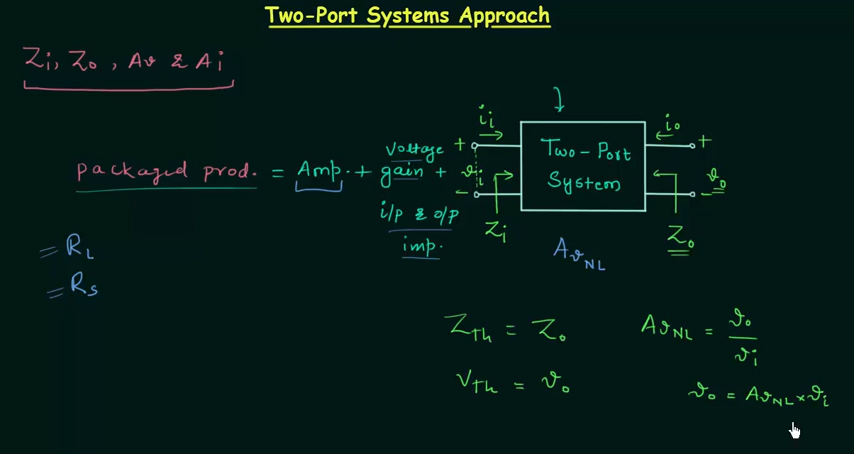 Two-Port Systems Approach
Zi, Zo, Av & Ai
packaged prod. = Amp. + Voltage gain + i/p & o/p imp.
= RL
= Rs
ii
io
+
+
vi
vo
-
-
Two-Port
System
Zi
Zo
AvNL
ZTh = Zo
VTh = vo
AvNL = vo / vi
vo = AvNL × vi